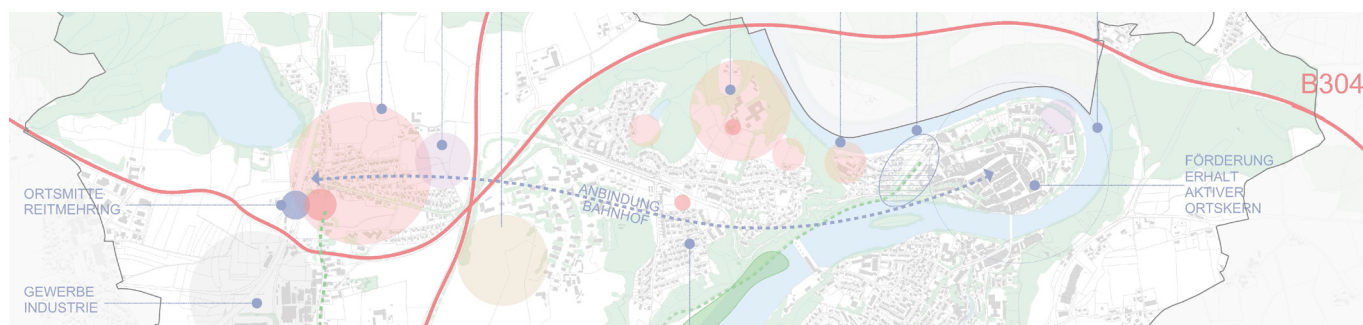 B304
ORTSMITTE
REITMEHRING
ANBINDUNG
BAHNHOF
FÖRDERUNG
ERHALT
AKTIVER
ORTSKERN
GEWERBE
INDUSTRIE